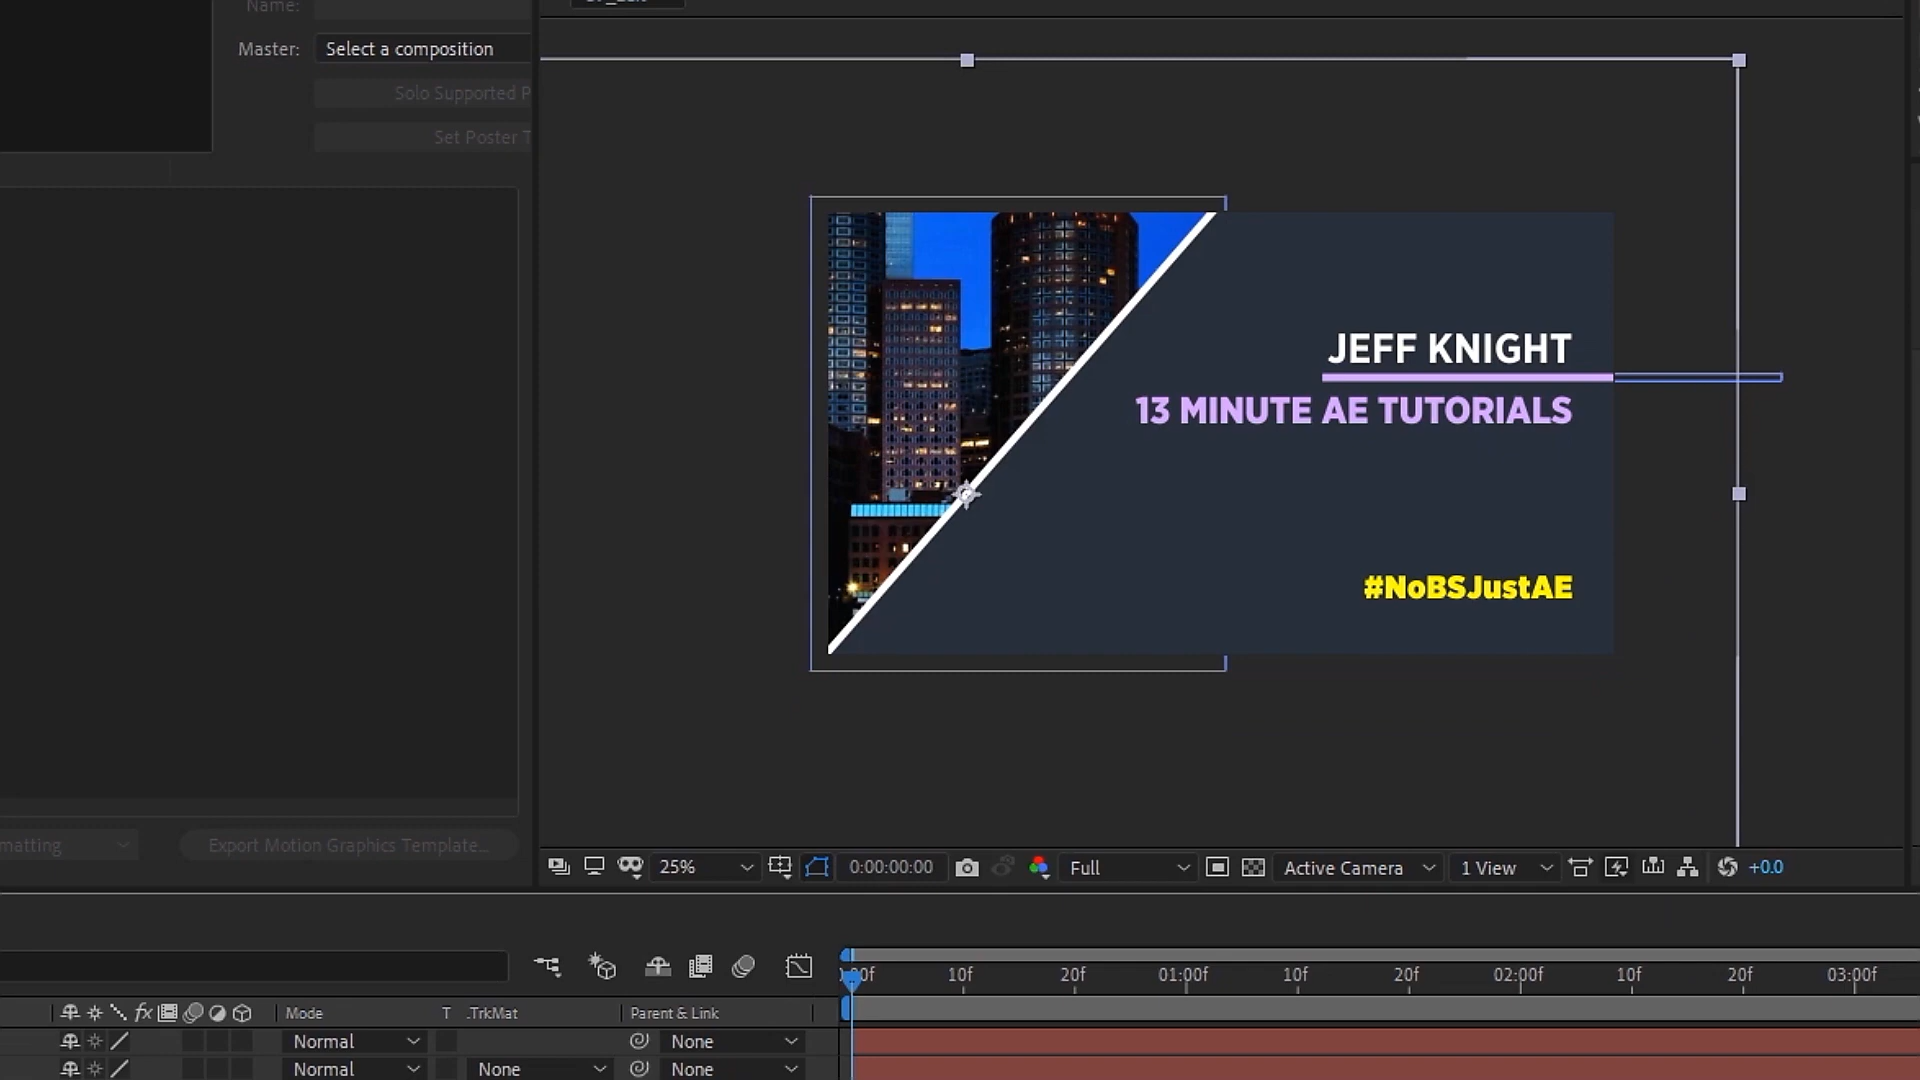 Name:
Master: Select a composition
Solo Supported P
Set Poster T
JEFF KNIGHT
13 MINUTE AE TUTORIALS
#NoBSJustAE
matting
Export Motion Graphics Template...
25%
0:00:00:00
Full
Active Camera
1 View
+0.0
00f 10f 20f 01:00f 10f 20f 02:00f 10f 20f 03:00f
fx Mode T .TrkMat Parent & Link
Normal None
Normal None None